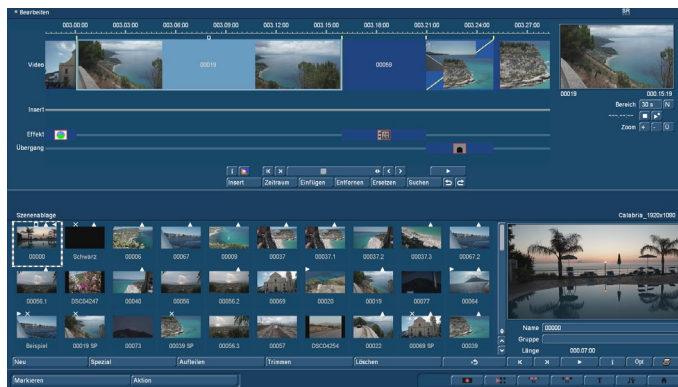 * Bearbeiten SR
003.00:00 003.03:00 003.06:00 003.09:00 003.12:00 003.15:00 003.18:00 003.21:00 003.24:00 003.27:00
Video 00019 00059
00019 000.15:19
Bereich 30 s N
Insert
---.--:--
Effekt Zoom + - U
Übergang
i
Insert Zeitraum Einfügen Entfernen Ersetzen Suchen
Szenenablage Calabria_1920x1080
00000 Schwarz 00006 00067 00009 00037 00037.1 00037.2 00037.3 00067.2
00056.1 DSC04247 00040 00056 00056.2 00069 00020 00019 00077 00064
Name 00000
Gruppe
Beispiel 00019 SP 00073 00039 SP 00056.3 00057 DSC04254 00022 00069 SP 00039
Länge 000.07:00
Neu Spezial Aufteilen Trimmen Löschen i Opt
Markieren Aktion